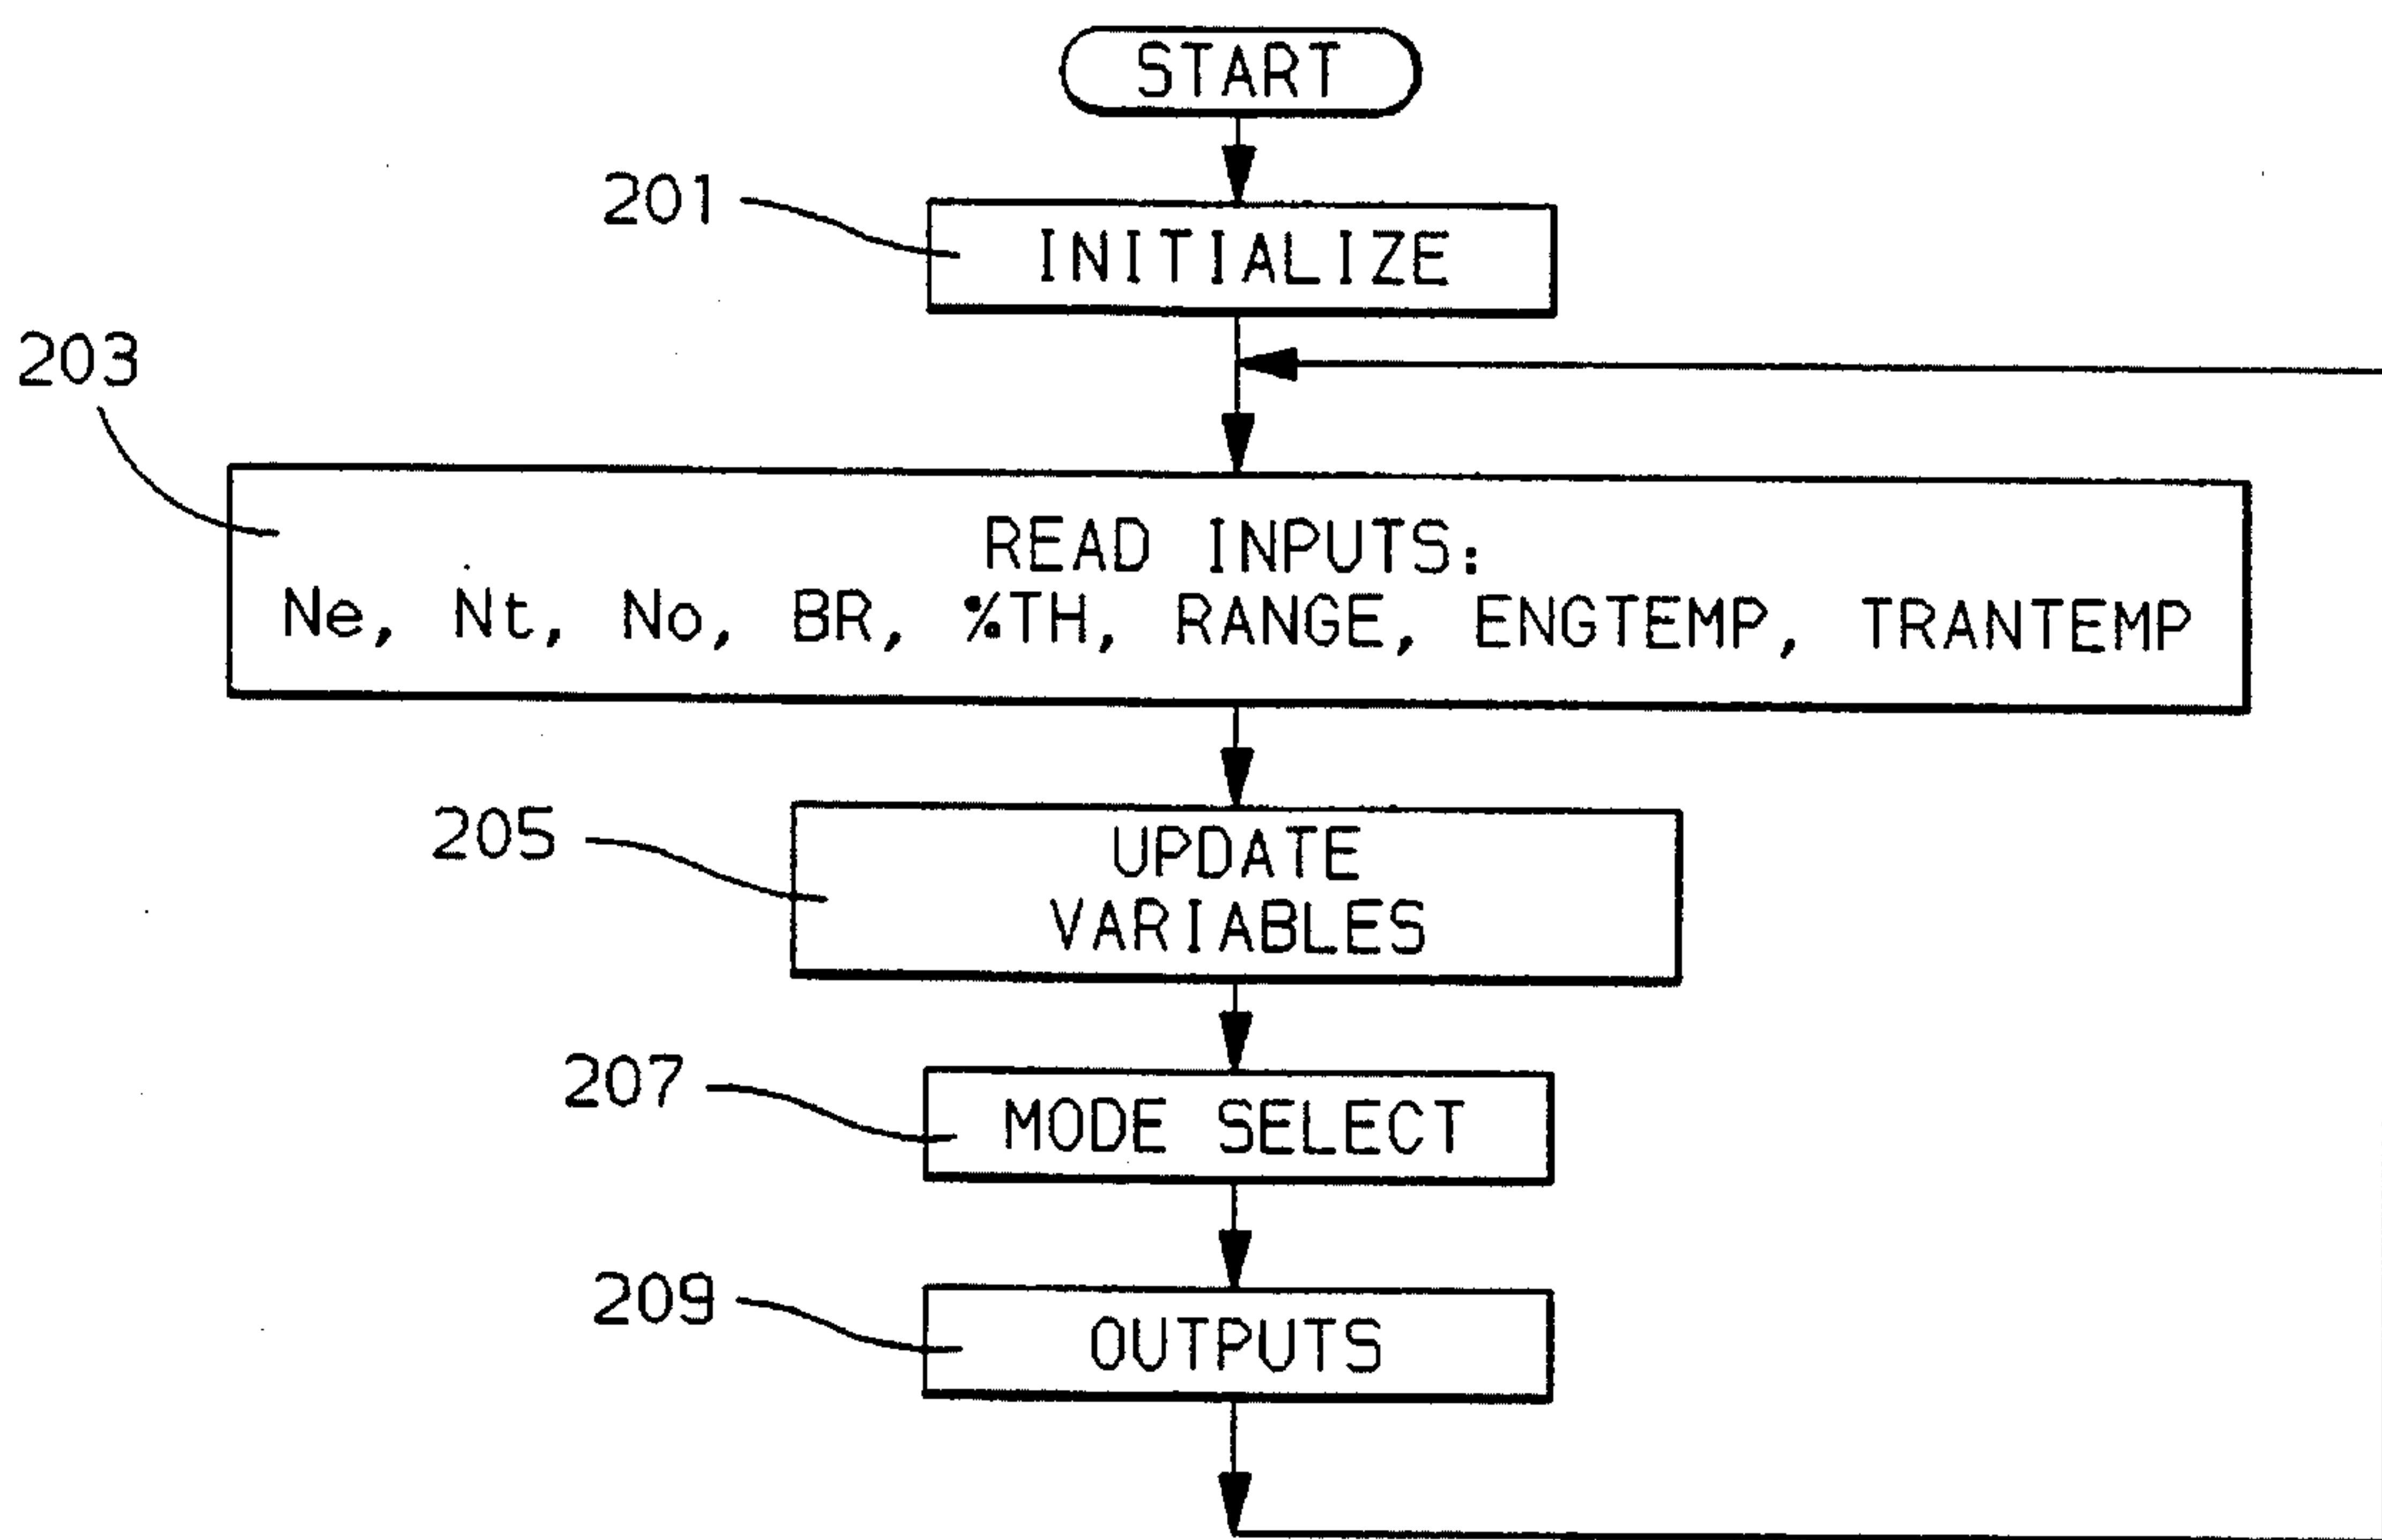 START
201
INITIALIZE
203
READ INPUTS:
Ne, Nt, No, BR, %TH, RANGE, ENGTEMP, TRANTEMP
205
UPDATE
VARIABLES
207
MODE SELECT
209
OUTPUTS